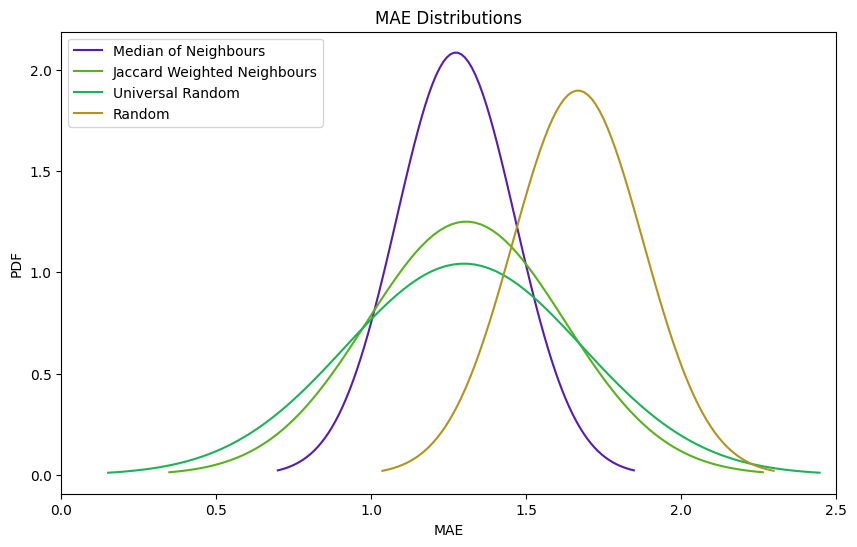 MAE Distributions
Median of Neighbours
Jaccard Weighted Neighbours
Universal Random
Random
PDF
2.0
1.5
1.0
0.5
0.0
0.0 0.5 1.0 1.5 2.0 2.5
MAE